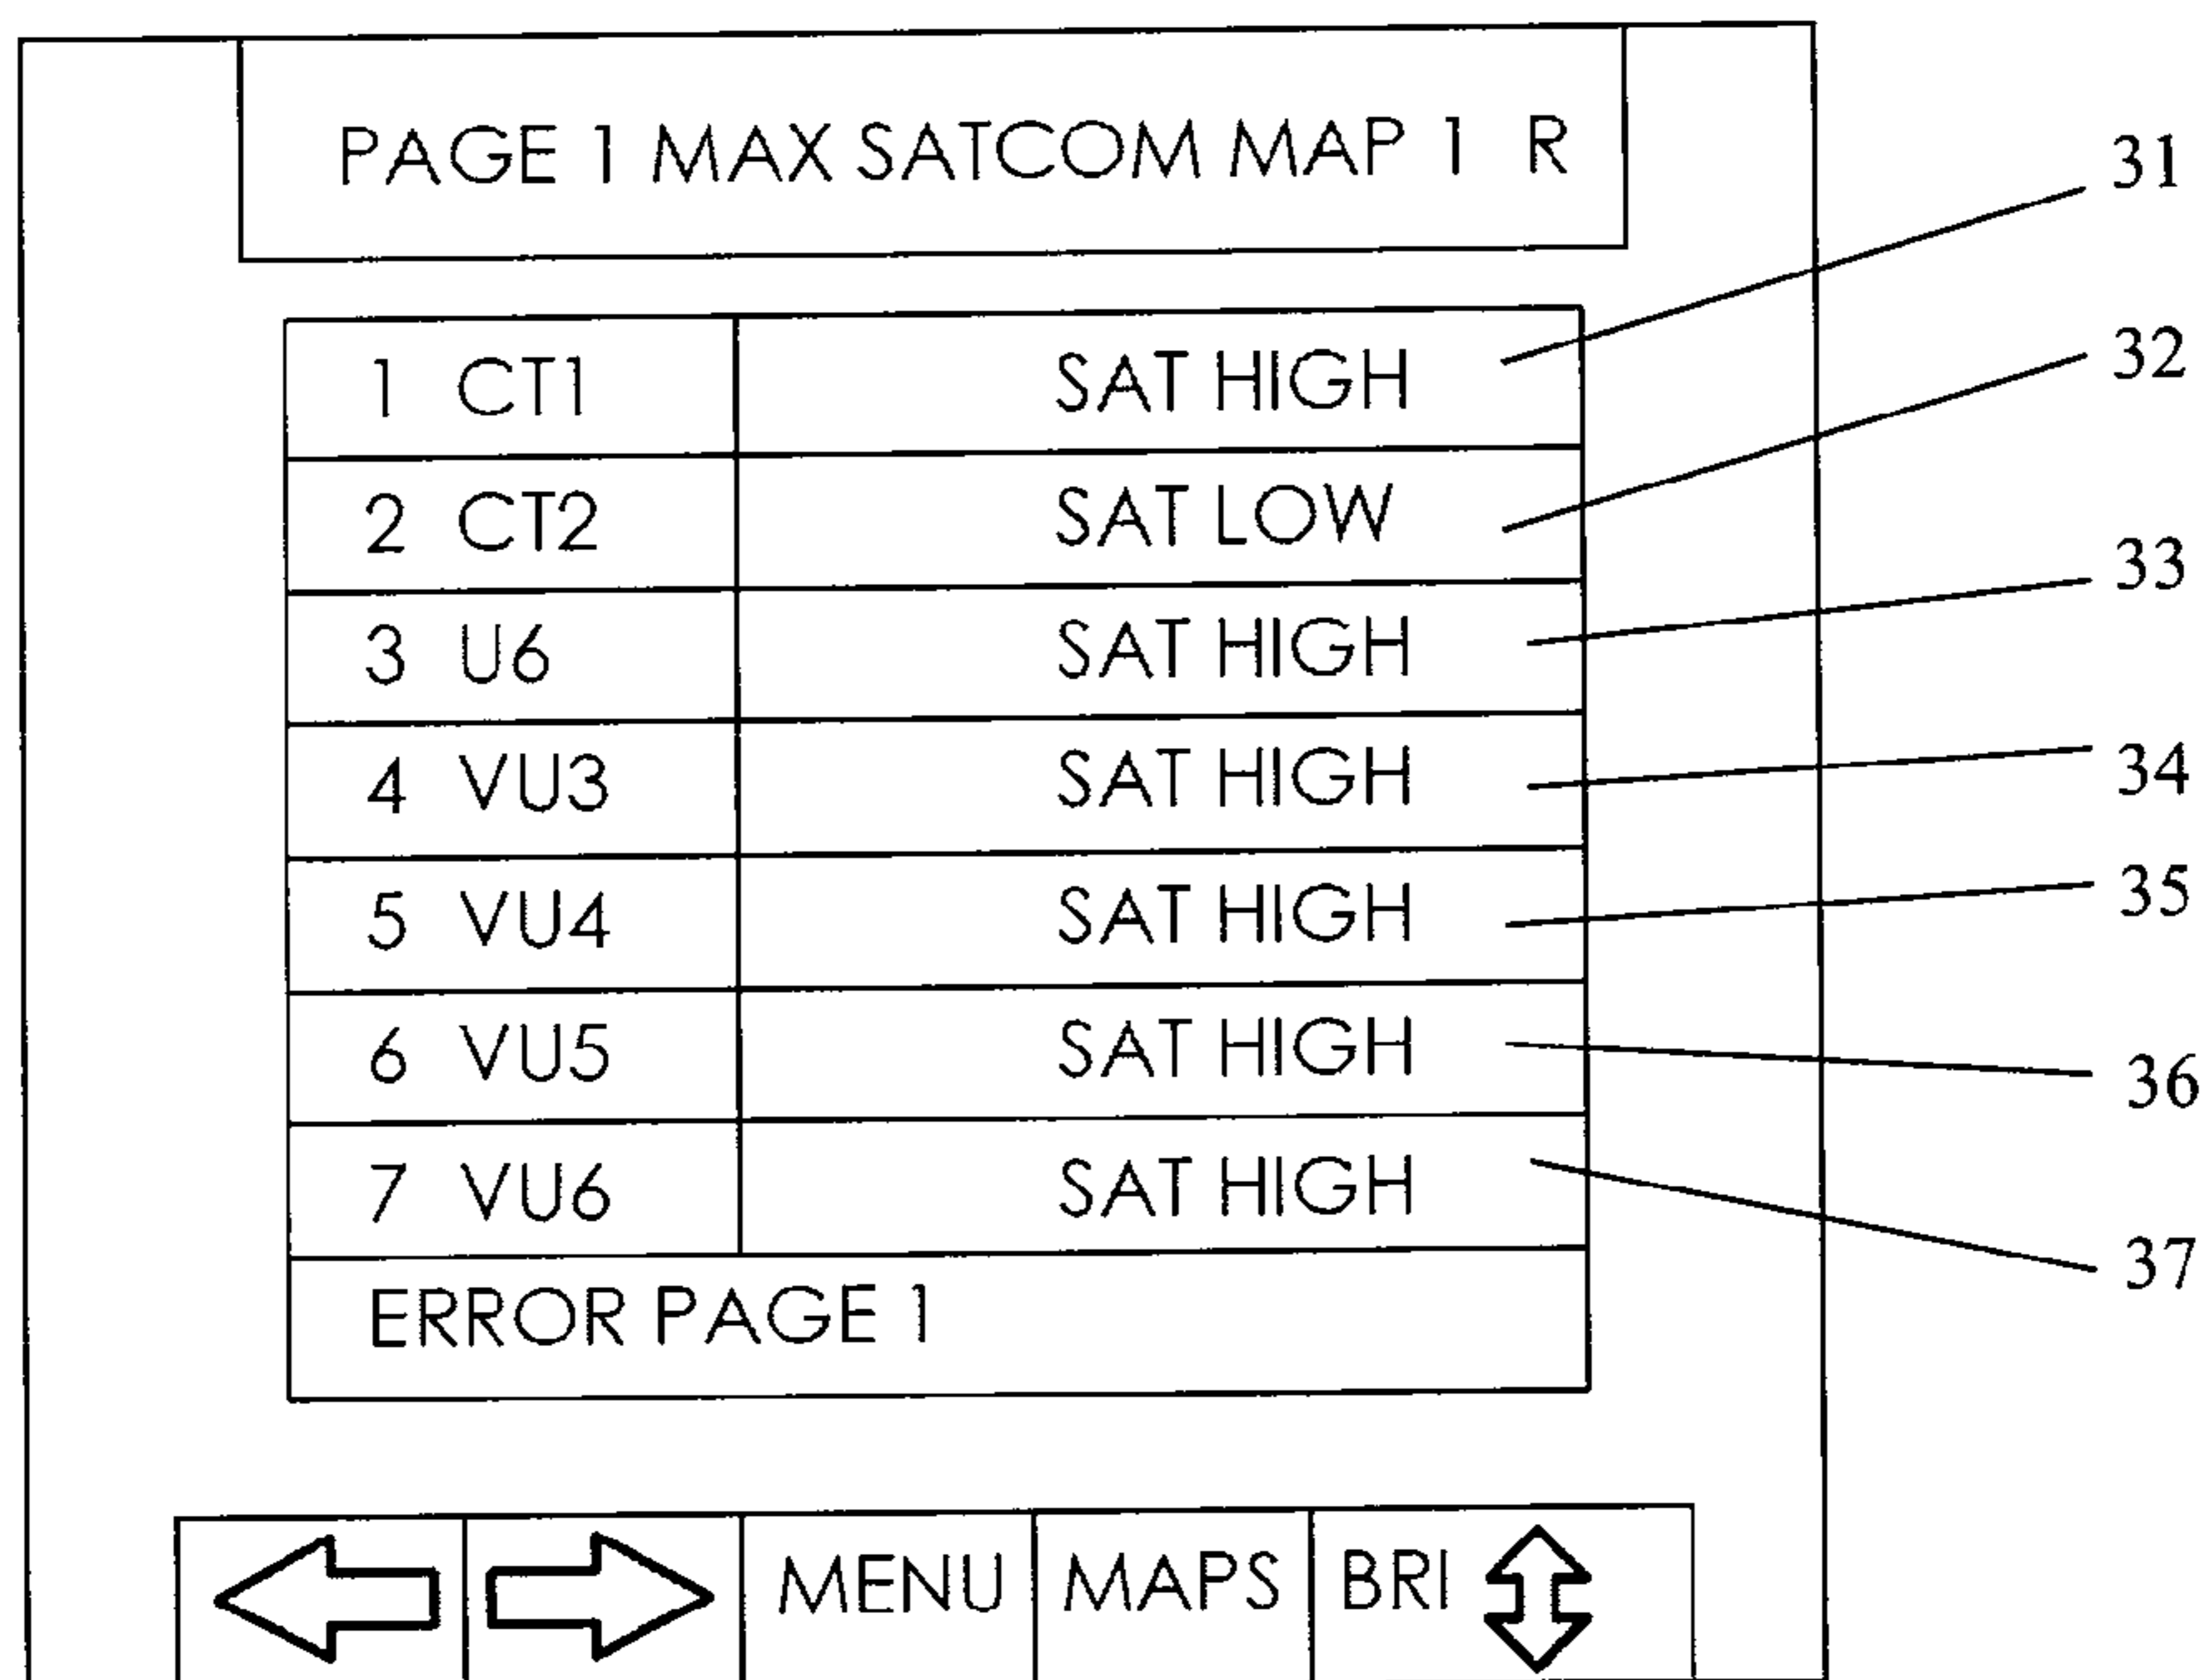 PAGE 1 MAX SATCOM MAP 1 R
31
1 CT1 SAT HIGH
32
2 CT2 SAT LOW
33
3 U6 SAT HIGH
34
4 VU3 SAT HIGH
35
5 VU4 SAT HIGH
36
6 VU5 SAT HIGH
37
7 VU6 SAT HIGH
ERROR PAGE 1
MENU MAPS BRI